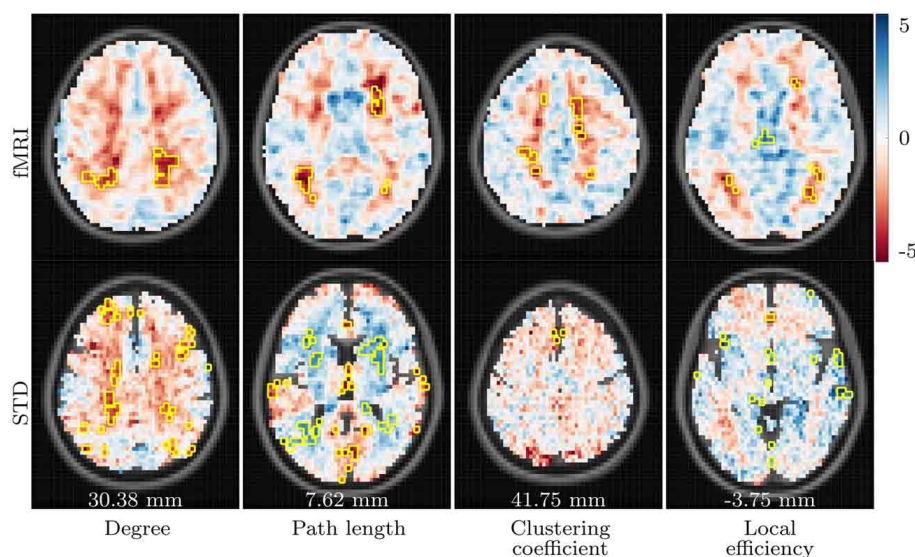 5
fMRI
0
-5
STD
30.38 mm
7.62 mm
41.75 mm
-3.75 mm
Degree
Path length
Clustering
coefficient
Local
efficiency